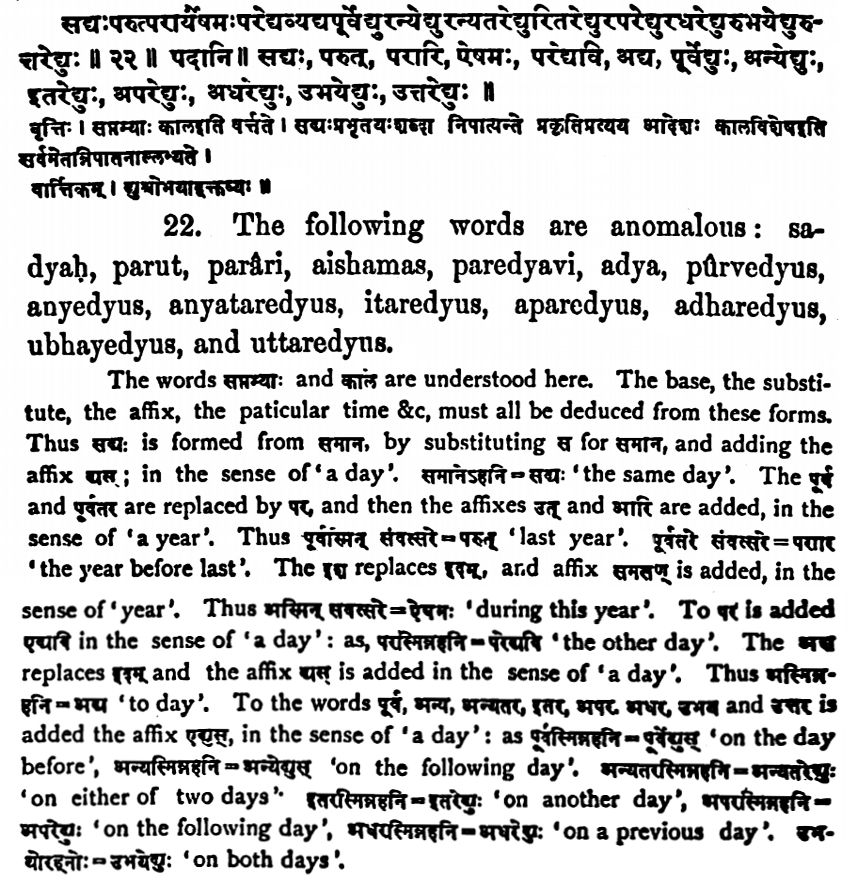 सद्यःपरुत्परार्यैषमःपरेद्यव्यद्यपूर्वेद्युरन्येद्युरन्यतरेद्युरितरेद्युरपरेद्युरधरेद्युरुभयेद्युरु-
त्तरेद्युः ॥ २२ ॥ पदानि ॥ सद्यः, परुत्, परारि, ऐषमः, परेद्यवि, अद्य, पूर्वेद्युः, अन्येद्युः,
इतरेद्युः, अपरेद्युः, अधरेद्युः, उभयेद्युः, उत्तरेद्युः ॥
वृत्तिः । सप्तम्याः कालइति वर्त्तते । सद्यःप्रभृतयःशब्दा निपात्यन्ते प्रकृतिप्रत्यय आदेशः कालविशेषइति
सर्वमेतन्निपातनाल्लभ्यते ।
वार्त्तिकम् । द्युश्चोभयाद्वक्तव्यः ॥
22. The following words are anomalous: sa-
dyaḥ, parut, parâri, aishamas, paredyavi, adya, pûrvedyus,
anyedyus, anyataredyus, itaredyus, aparedyus, adharedyus,
ubhayedyus, and uttaredyus.
The words सप्तम्याः and काल are understood here. The base, the substi-
tute, the affix, the paticular time &c, must all be deduced from these forms.
Thus सद्यः is formed from समान, by substituting स for समान, and adding the
affix द्यस्; in the sense of ‘a day’. समानेऽहनि=सद्यः ‘the same day’. The पूर्व
and पूर्वतर are replaced by पर, and then the affixes उत् and आरि are added, in the
sense of ‘a year’. Thus पूर्वस्मिन् संवत्सरे=परुत् ‘last year’. पूर्वतरे संवत्सरे=परारि
‘the year before last’. The इश replaces इदम्, and affix समसण् is added, in the
sense of ‘year’. Thus अस्मिन् संवत्सरे=ऐषमः ‘during this year’. To पर is added
एद्यवि in the sense of ‘a day’: as, परस्मिन्नहनि=परेद्यवि ‘the other day’. The अश
replaces इदम् and the affix द्यस् is added in the sense of ‘a day’. Thus अस्मिन्न-
हनि=अद्य ‘to day’. To the words पूर्व, अन्य, अन्यतर, इतर, अपर, अधर, उभय and उत्तर is
added the affix एद्युस्, in the sense of ‘a day’: as पूर्वस्मिन्नहनि=पूर्वेद्युस् ‘on the day
before’, अन्यस्मिन्नहनि=अन्येद्युस् ‘on the following day’. अन्यतरस्मिन्नहनि=अन्यतरेद्युः
‘on either of two days’· इतरस्मिन्नहनि=इतरेद्युः ‘on another day’, अपरस्मिन्नहनि=
अपरेद्युः ‘on the following day’, अधरस्मिन्नहनि=अधरेद्युः ‘on a previous day’. उभ-
योरह्नोः=उभयेद्युः ‘on both days’.